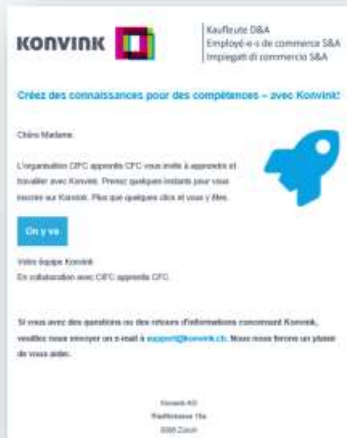 KONVINK
Kaufleute D&A
Employé-e-s de commerce S&A
Impiegati di commercio S&A
Créez des connaissances pour des compétences – avec Konvink!
Chère Madame,
L'organisation CIFC apprentis CFC vous invite à apprendre et
travailler avec Konvink. Prenez quelques instants pour vous
inscrire sur Konvink. Plus que quelques clics et vous y êtes.
On y va
Votre équipe Konvink
En collaboration avec CIFC apprentis CFC.
Si vous avez des questions ou des retours d'informations concernant Konvink,
veuillez nous envoyer un e-mail à support@konvink.ch. Nous nous ferons un plaisir
de vous aider.
Konvink AG
Zürich